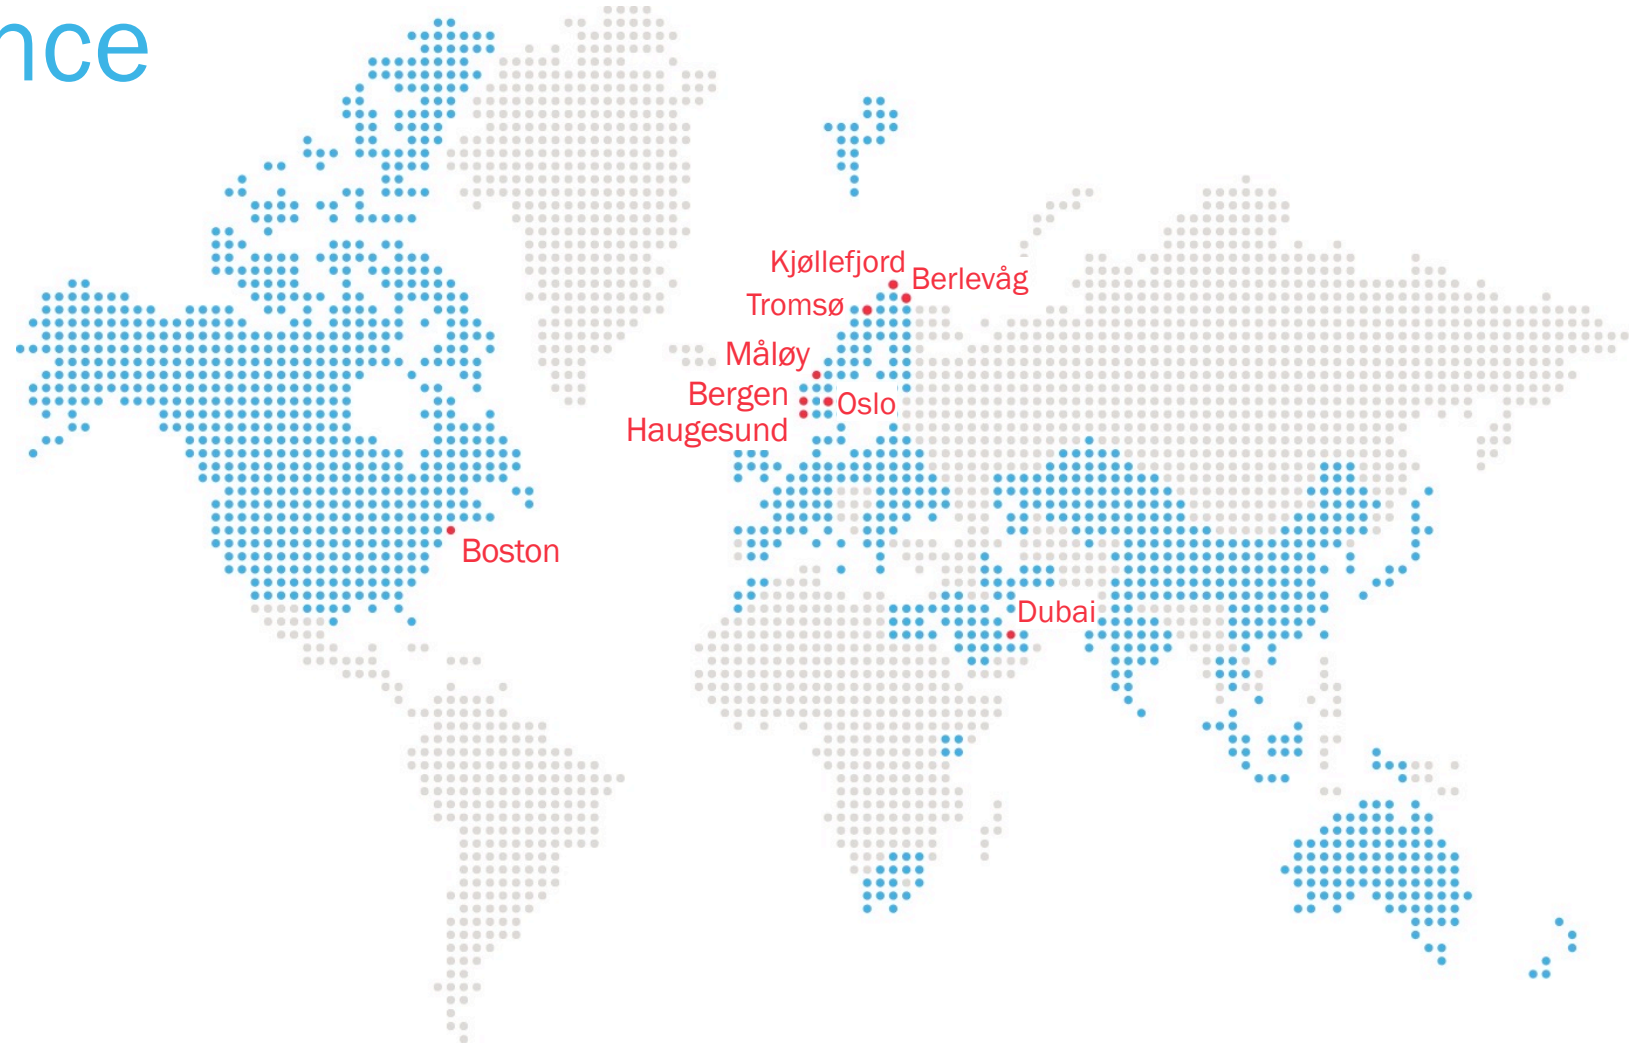 nce
Kjøllefjord
Berlevåg
Tromsø
Måløy
Bergen
Oslo
Haugesund
Boston
Dubai